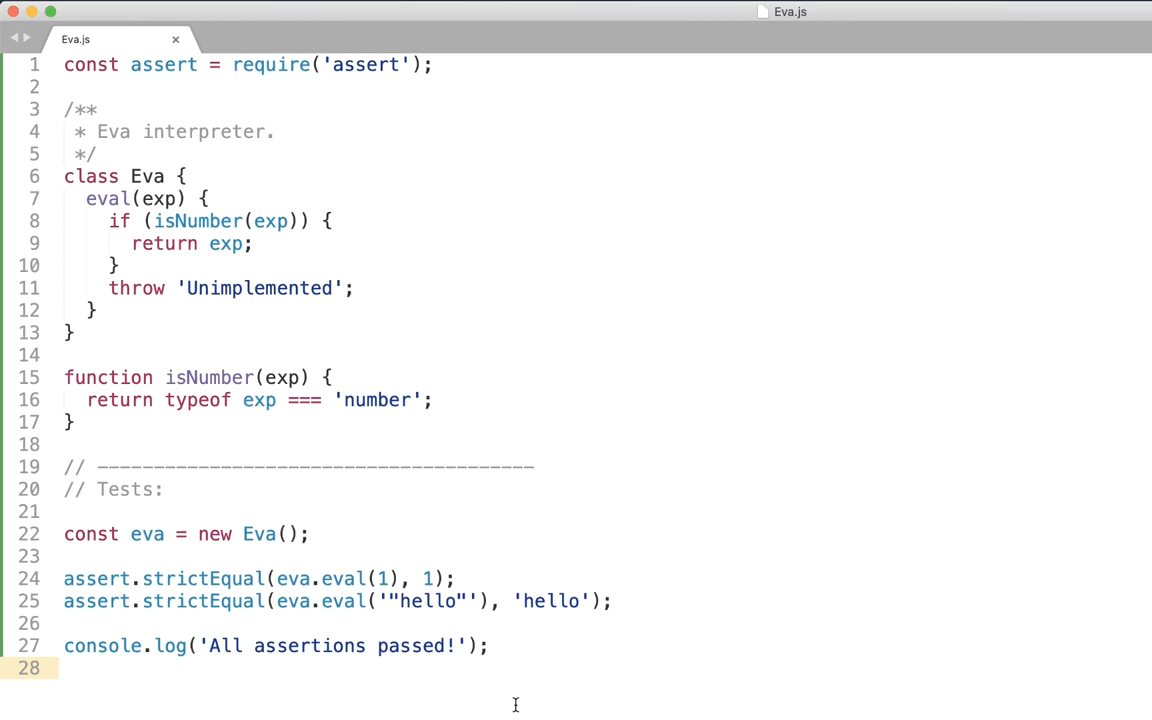 Eva.js
Eva.js ×
1 const assert = require('assert');
2
3 /**
4  * Eva interpreter.
5  */
6 class Eva {
7   eval(exp) {
8     if (isNumber(exp)) {
9       return exp;
10     }
11     throw 'Unimplemented';
12   }
13 }
14
15 function isNumber(exp) {
16   return typeof exp === 'number';
17 }
18
19 // ---------------------------------------
20 // Tests:
21
22 const eva = new Eva();
23
24 assert.strictEqual(eva.eval(1), 1);
25 assert.strictEqual(eva.eval('"hello"'), 'hello');
26
27 console.log('All assertions passed!');
28